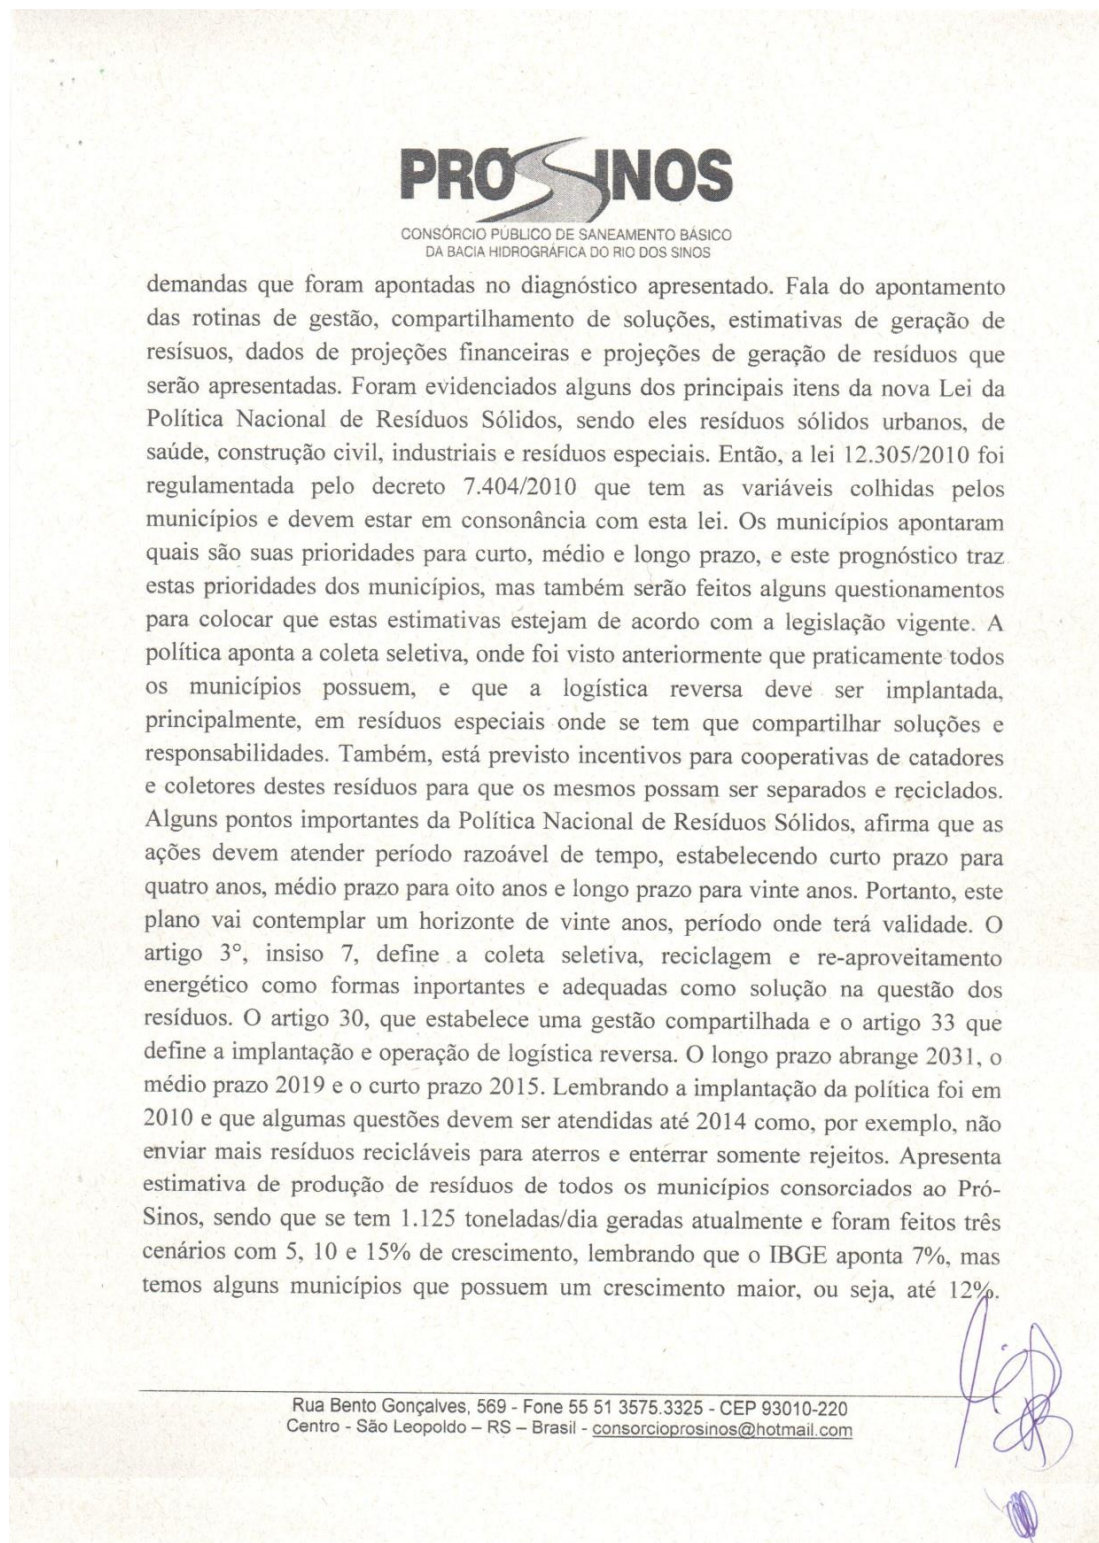 PRÓSINOS
CONSÓRCIO PÚBLICO DE SANEAMENTO BÁSICO
DA BACIA HIDROGRÁFICA DO RIO DOS SINOS
demandas que foram apontadas no diagnóstico apresentado. Fala do apontamento
das rotinas de gestão, compartilhamento de soluções, estimativas de geração de
resísuos, dados de projeções financeiras e projeções de geração de resíduos que
serão apresentadas. Foram evidenciados alguns dos principais itens da nova Lei da
Política Nacional de Resíduos Sólidos, sendo eles resíduos sólidos urbanos, de
saúde, construção civil, industriais e resíduos especiais. Então, a lei 12.305/2010 foi
regulamentada pelo decreto 7.404/2010 que tem as variáveis colhidas pelos
municípios e devem estar em consonância com esta lei. Os municípios apontaram
quais são suas prioridades para curto, médio e longo prazo, e este prognóstico traz
estas prioridades dos municípios, mas também serão feitos alguns questionamentos
para colocar que estas estimativas estejam de acordo com a legislação vigente. A
política aponta a coleta seletiva, onde foi visto anteriormente que praticamente todos
os municípios possuem, e que a logística reversa deve ser implantada,
principalmente, em resíduos especiais onde se tem que compartilhar soluções e
responsabilidades. Também, está previsto incentivos para cooperativas de catadores
e coletores destes resíduos para que os mesmos possam ser separados e reciclados.
Alguns pontos importantes da Política Nacional de Resíduos Sólidos, afirma que as
ações devem atender período razoável de tempo, estabelecendo curto prazo para
quatro anos, médio prazo para oito anos e longo prazo para vinte anos. Portanto, este
plano vai contemplar um horizonte de vinte anos, período onde terá validade. O
artigo 3°, insiso 7, define a coleta seletiva, reciclagem e re-aproveitamento
energético como formas inportantes e adequadas como solução na questão dos
resíduos. O artigo 30, que estabelece uma gestão compartilhada e o artigo 33 que
define a implantação e operação de logística reversa. O longo prazo abrange 2031, o
médio prazo 2019 e o curto prazo 2015. Lembrando a implantação da política foi em
2010 e que algumas questões devem ser atendidas até 2014 como, por exemplo, não
enviar mais resíduos recicláveis para aterros e enterrar somente rejeitos. Apresenta
estimativa de produção de resíduos de todos os municípios consorciados ao Pró-
Sinos, sendo que se tem 1.125 toneladas/dia geradas atualmente e foram feitos três
cenários com 5, 10 e 15% de crescimento, lembrando que o IBGE aponta 7%, mas
temos alguns municípios que possuem um crescimento maior, ou seja, até 12%.
Rua Bento Gonçalves, 569 - Fone 55 51 3575.3325 - CEP 93010-220
Centro - São Leopoldo – RS – Brasil - consorcioprosinos@hotmail.com